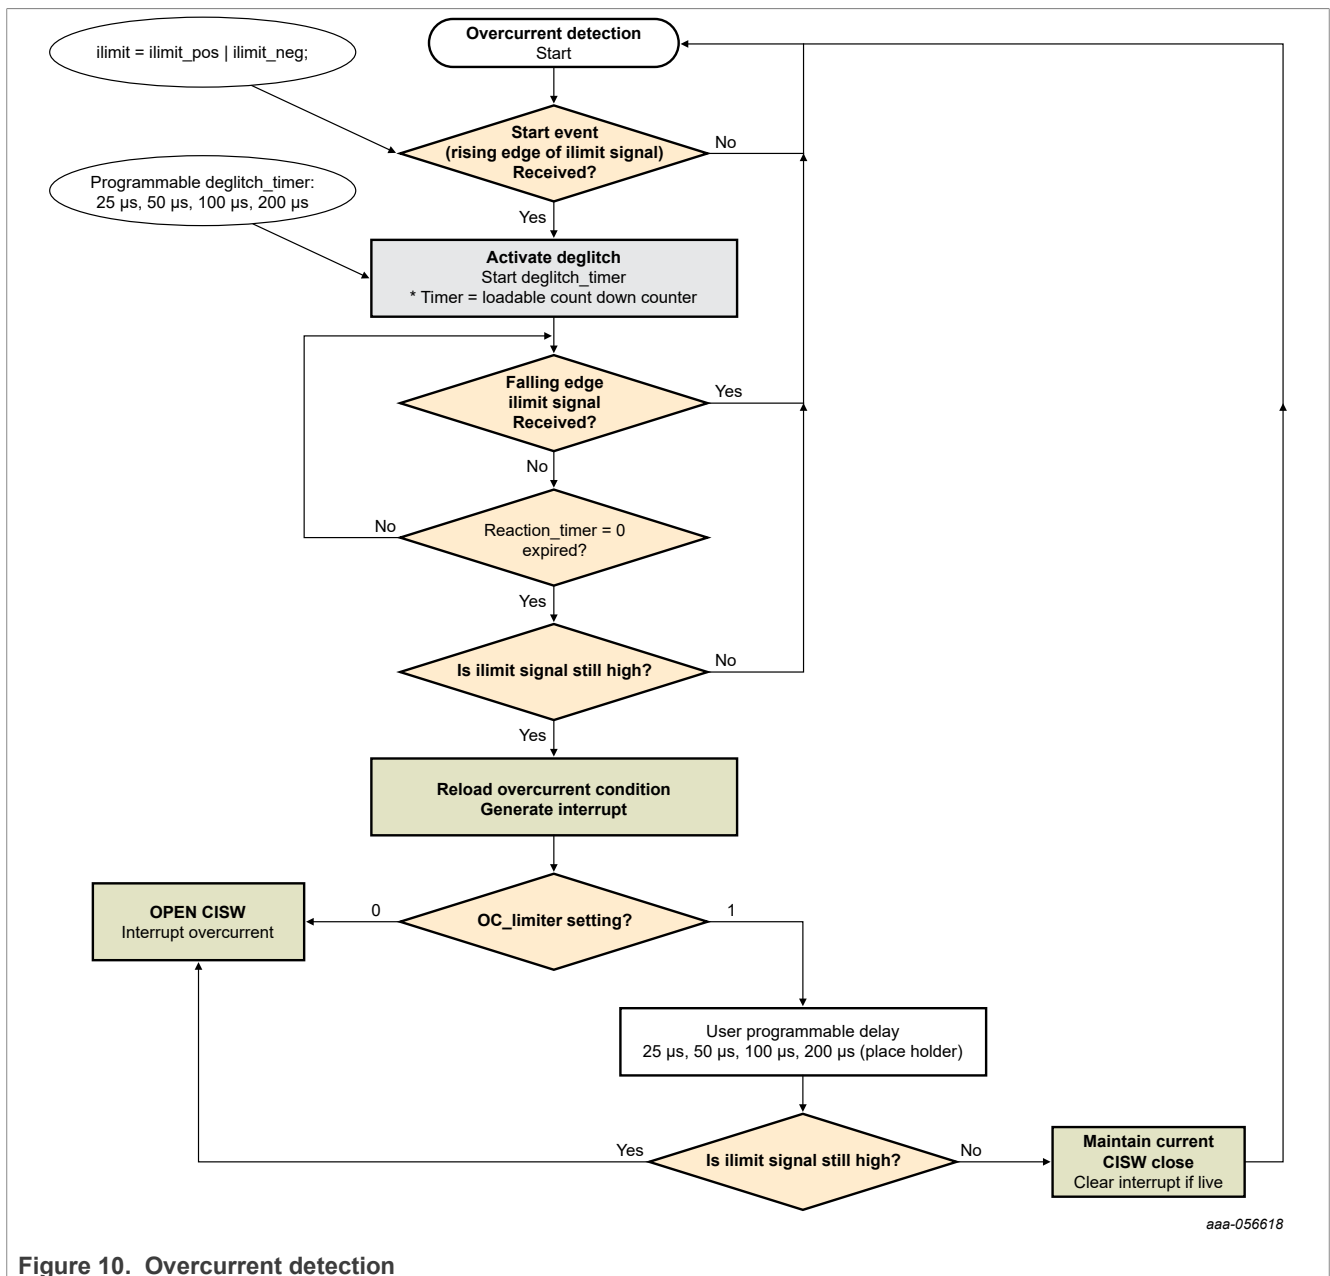 Overcurrent detection
Start
ilimit = ilimit_pos | ilimit_neg;
Start event
(rising edge of ilimit signal)
Received?
No
Programmable deglitch_timer:
25 µs, 50 µs, 100 µs, 200 µs
Yes
Activate deglitch
Start deglitch_timer
* Timer = loadable count down counter
Falling edge
ilimit signal
Received?
Yes
No
Reaction_timer = 0
expired?
No
Yes
Is ilimit signal still high?
No
Yes
Reload overcurrent condition
Generate interrupt
OPEN CISW
Interrupt overcurrent
0
OC_limiter setting?
1
User programmable delay
25 µs, 50 µs, 100 µs, 200 µs (place holder)
Yes
Is ilimit signal still high?
No
Maintain current
CISW close
Clear interrupt if live
aaa-056618
Figure 10. Overcurrent detection